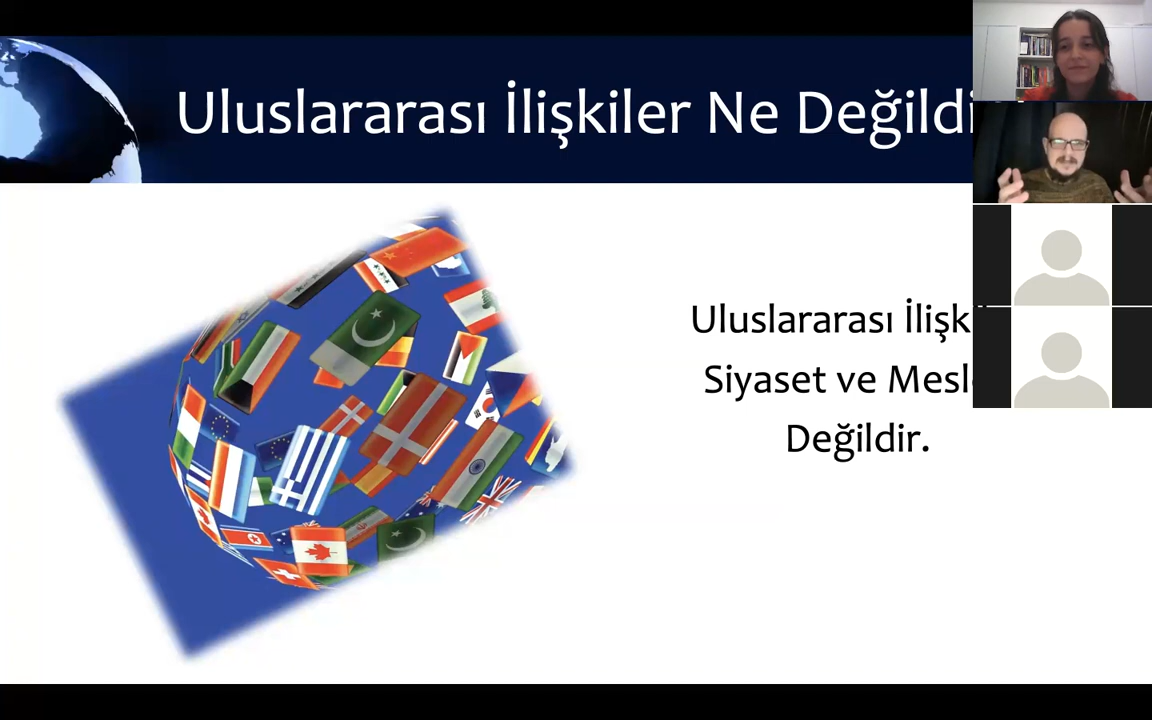 Uluslararası İlişkiler Ne Değildi
Uluslararası İlişk
Siyaset ve Mesl
Değildir.